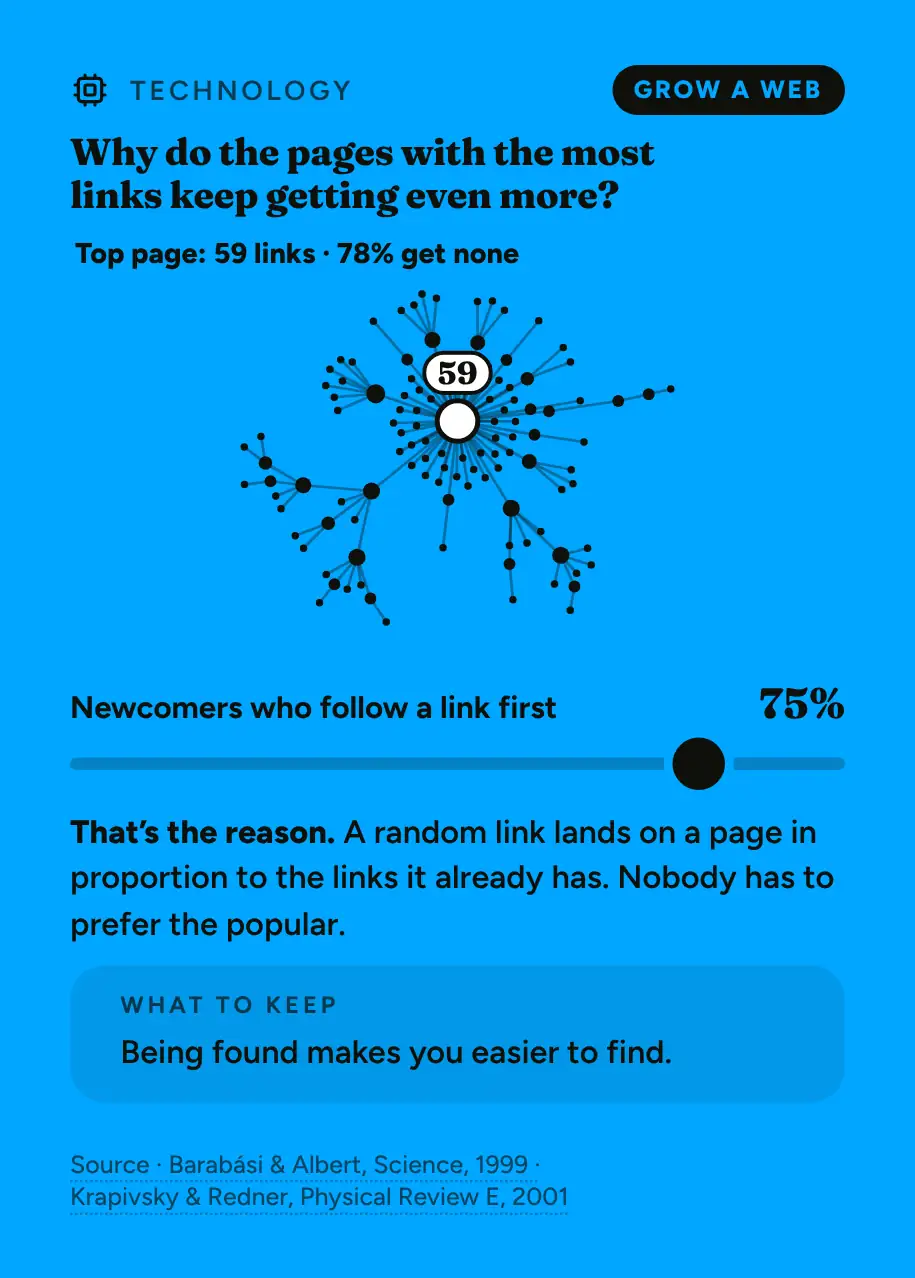 TECHNOLOGY
GROW A WEB
Why do the pages with the most
links keep getting even more?
Top page: 59 links · 78% get none
59
Newcomers who follow a link first
75%
That’s the reason. A random link lands on a page in
proportion to the links it already has. Nobody has to
prefer the popular.
WHAT TO KEEP
Being found makes you easier to find.
Source · Barabási & Albert, Science, 1999 ·
Krapivsky & Redner, Physical Review E, 2001